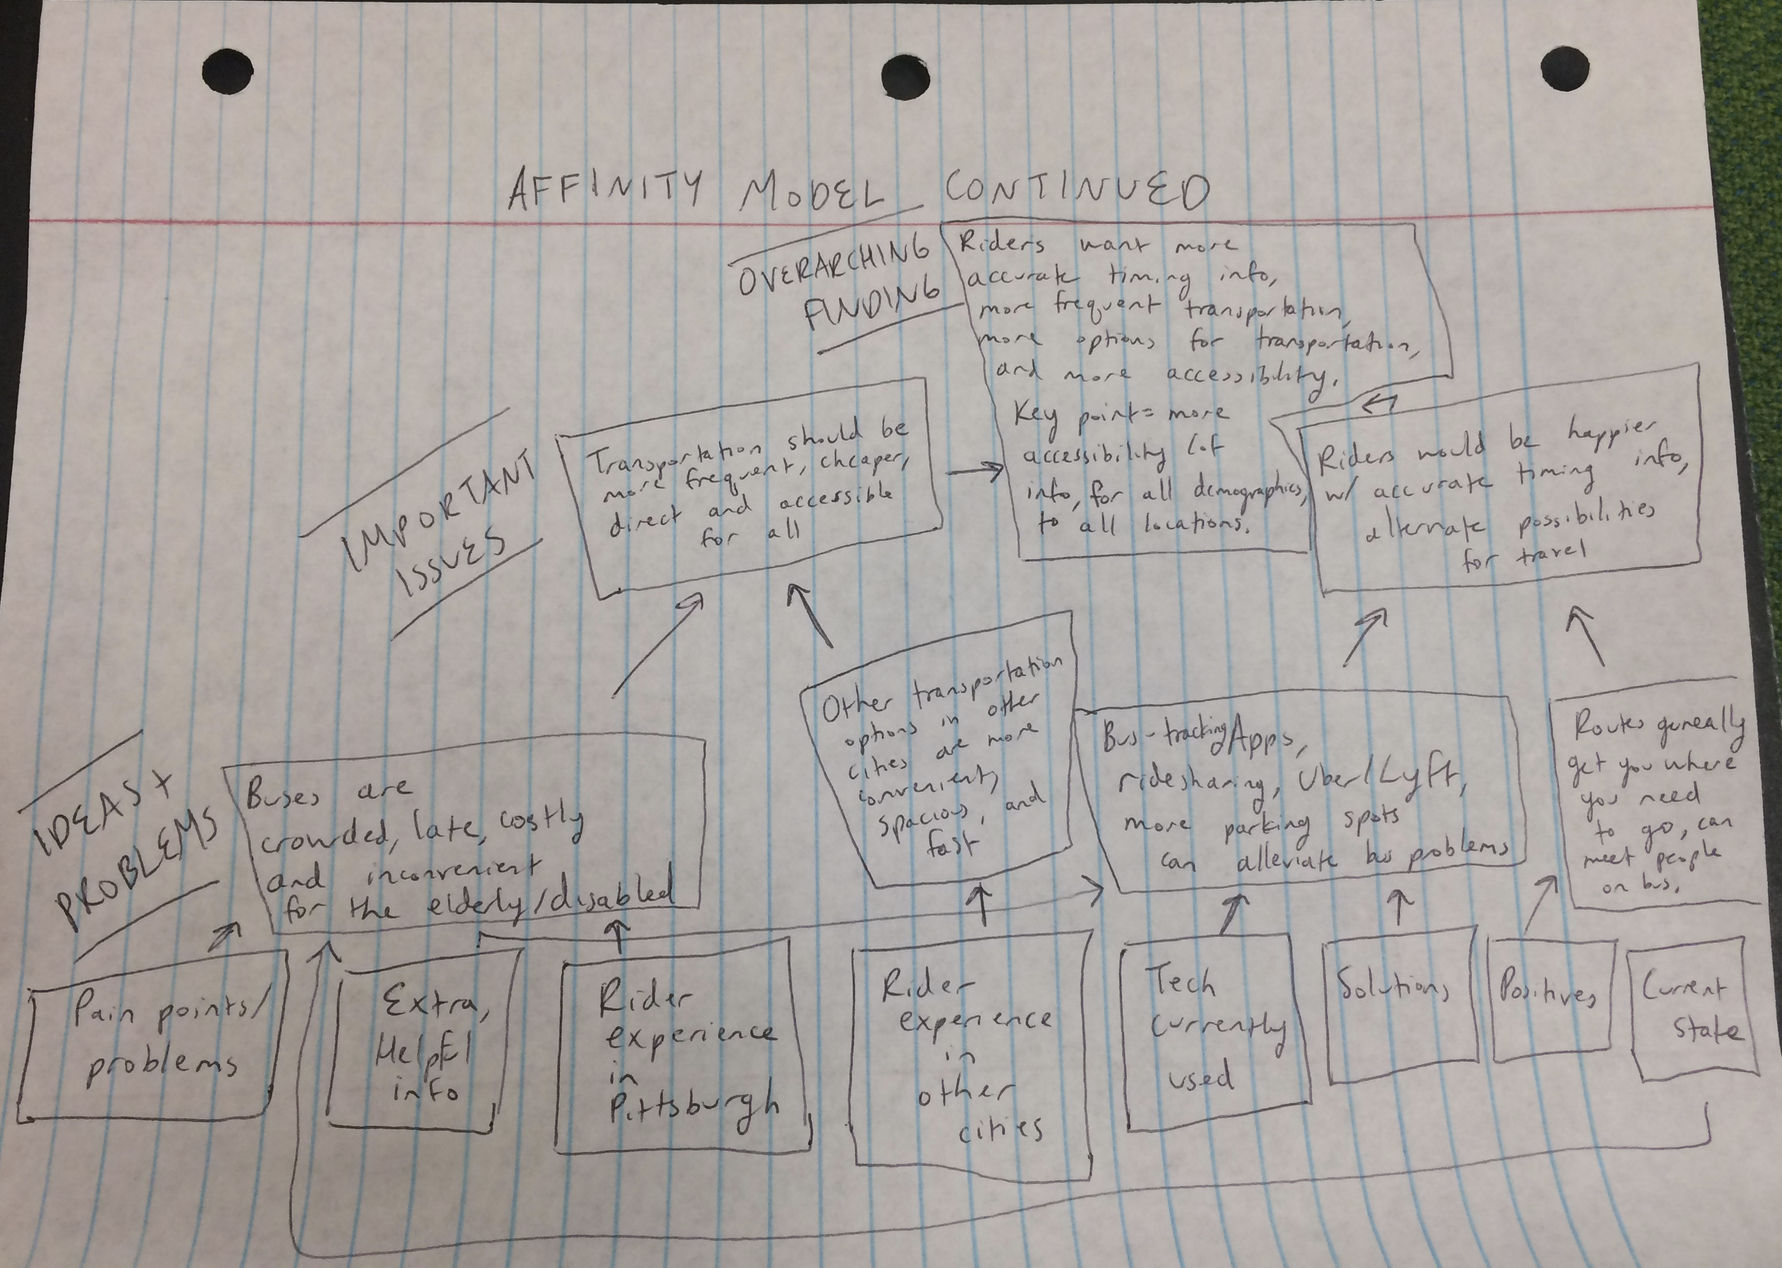 AFFINITY MODEL CONTINUED
OVERARCHING
FINDING
Riders want more
accurate timing info,
more frequent transportation,
more options for transportation,
and more accessibility.
Key point = more
accessibility (of
info, for all demographics,
to all locations.
IMPORTANT
ISSUES
Transportation should be
more frequent, cheaper,
direct and accessible
for all
Riders would be happier
w/ accurate timing info,
alternate possibilities
for travel
IDEAS +
PROBLEMS
Buses are
crowded, late, costly
and inconvenient
for the elderly/disabled
Other transportation
options in other
cities are more
convenient,
spacious, and
fast
Bus-tracking Apps,
ridesharing, Uber/Lyft,
more parking spots
can alleviate bus problems
Routes geneally
get you where
you need
to go, can
meet people
on bus.
Pain points/
problems
Extra,
Helpful
info
Rider
experience
in
Pittsburgh
Rider
experience
in
other
cities
Tech
currently
used
Solutions
Positives
Current
state